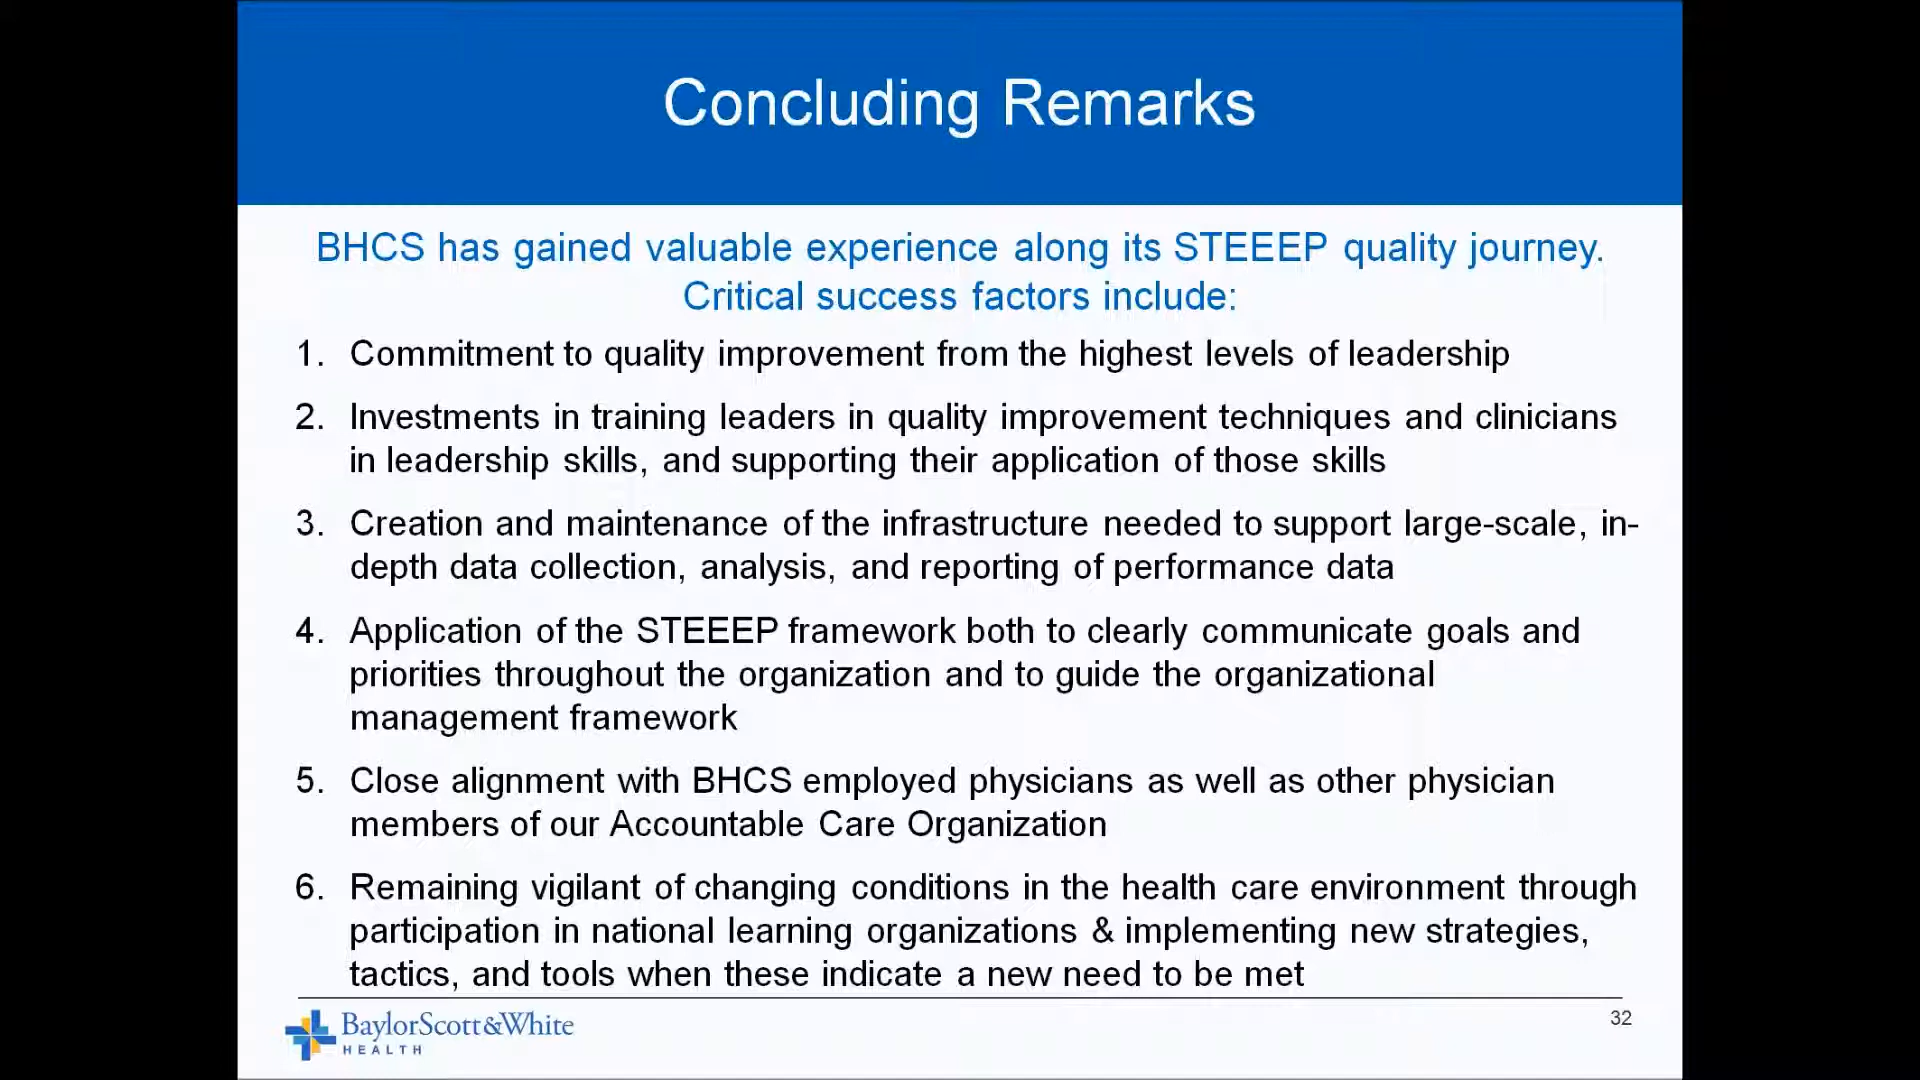 Concluding Remarks
BHCS has gained valuable experience along its STEEEP quality journey.
Critical success factors include:
1. Commitment to quality improvement from the highest levels of leadership
2. Investments in training leaders in quality improvement techniques and clinicians
in leadership skills, and supporting their application of those skills
3. Creation and maintenance of the infrastructure needed to support large-scale, in-
depth data collection, analysis, and reporting of performance data
4. Application of the STEEEP framework both to clearly communicate goals and
priorities throughout the organization and to guide the organizational
management framework
5. Close alignment with BHCS employed physicians as well as other physician
members of our Accountable Care Organization
6. Remaining vigilant of changing conditions in the health care environment through
participation in national learning organizations & implementing new strategies,
tactics, and tools when these indicate a new need to be met
BaylorScott&White
HEALTH
32